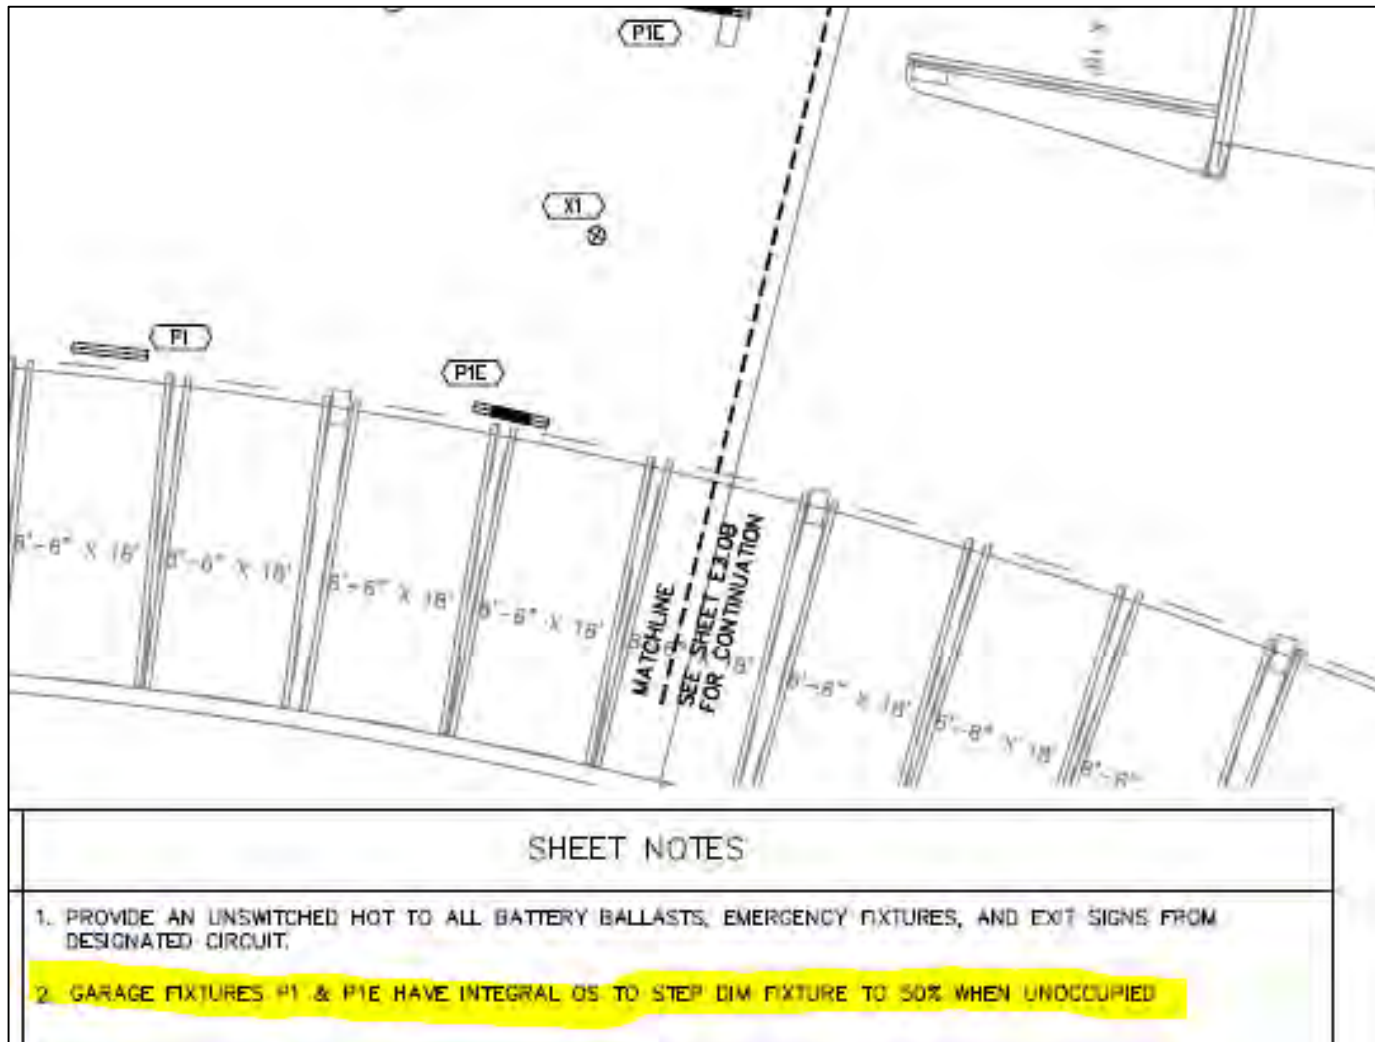 P1E
X1
P1
P1E
8'-6" X 18'
8'-6" X 18'
8'-6" X 18'
8'-6" X 18'
MATCHLINE
SEE SHEET E3.0B
FOR CONTINUATION
8'-6" X 18'
8'-6" X 18'
8'-6"
SHEET NOTES
1. PROVIDE AN UNSWITCHED HOT TO ALL BATTERY BALLASTS, EMERGENCY FIXTURES, AND EXIT SIGNS FROM
DESIGNATED CIRCUIT.
2. GARAGE FIXTURES P1 & P1E HAVE INTEGRAL OS TO STEP DIM FIXTURE TO 50% WHEN UNOCCUPIED